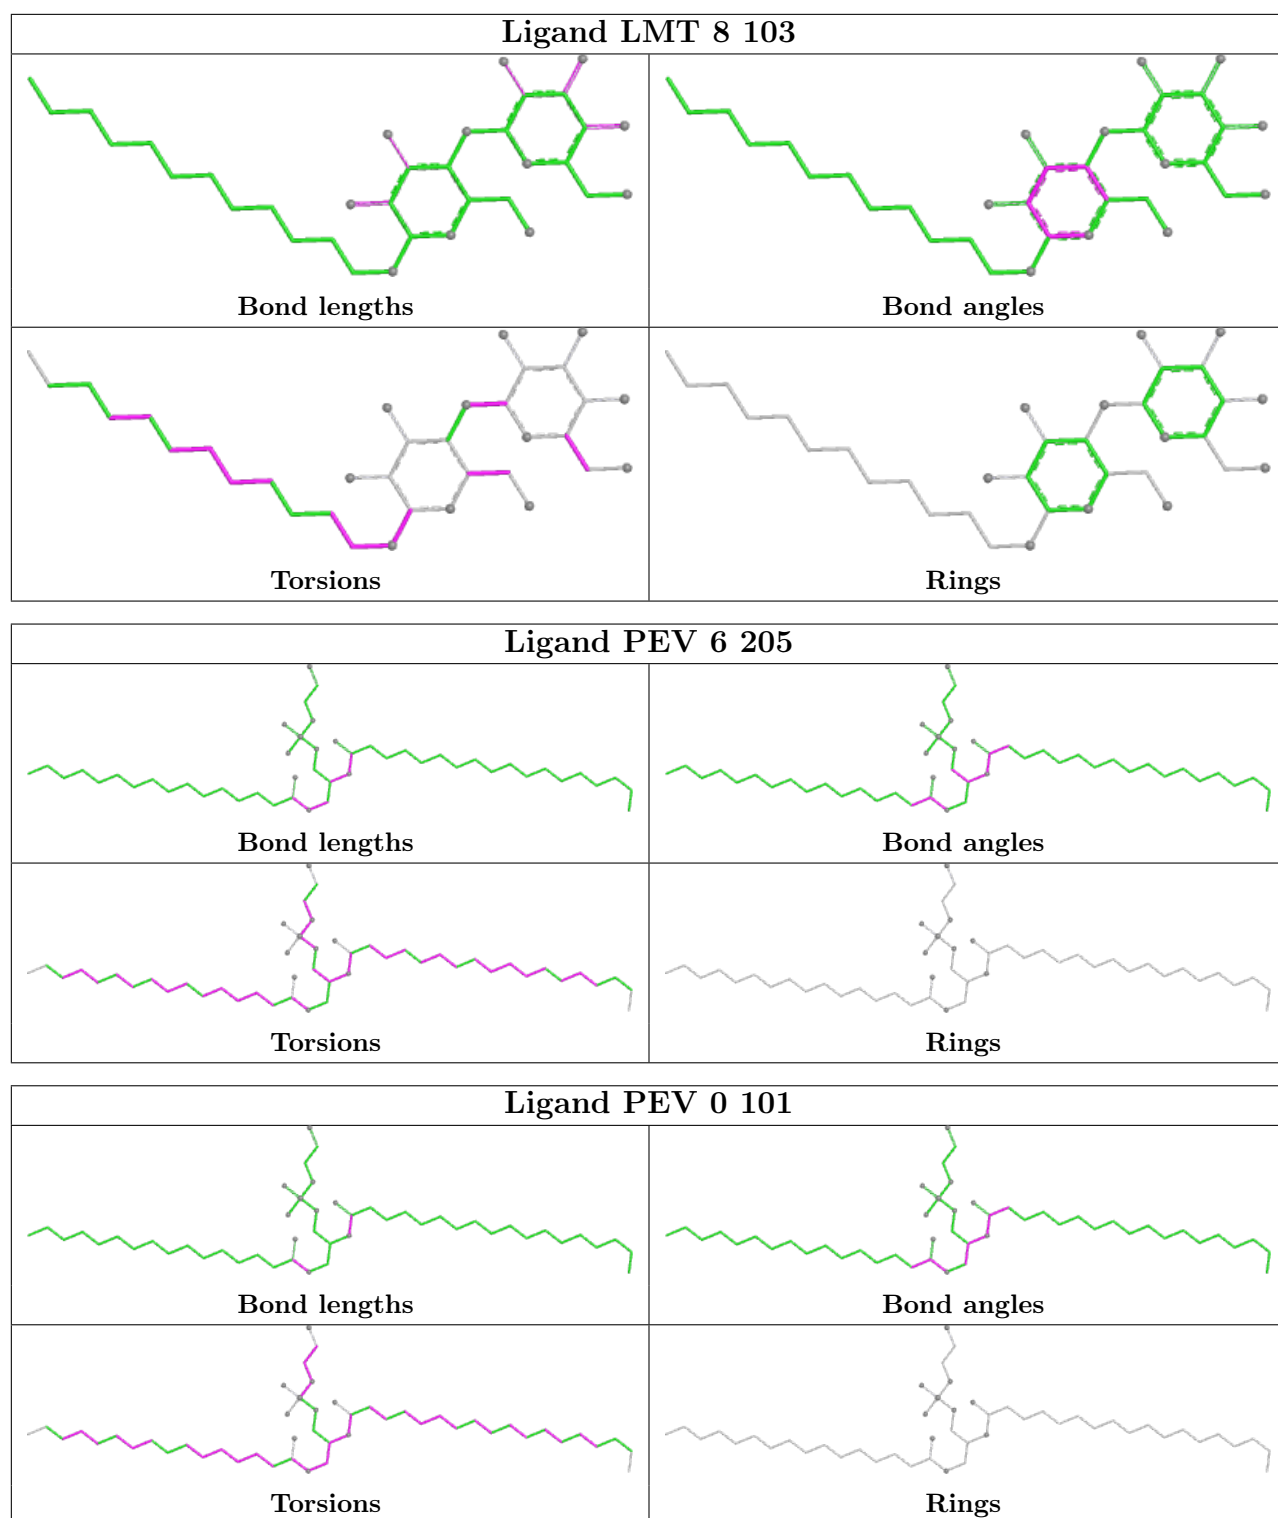 Ligand LMT 8 103
Bond lengths
Bond angles
Torsions
Rings
Ligand PEV 6 205
Bond lengths
Bond angles
Torsions
Rings
Ligand PEV 0 101
Bond lengths
Bond angles
Torsions
Rings